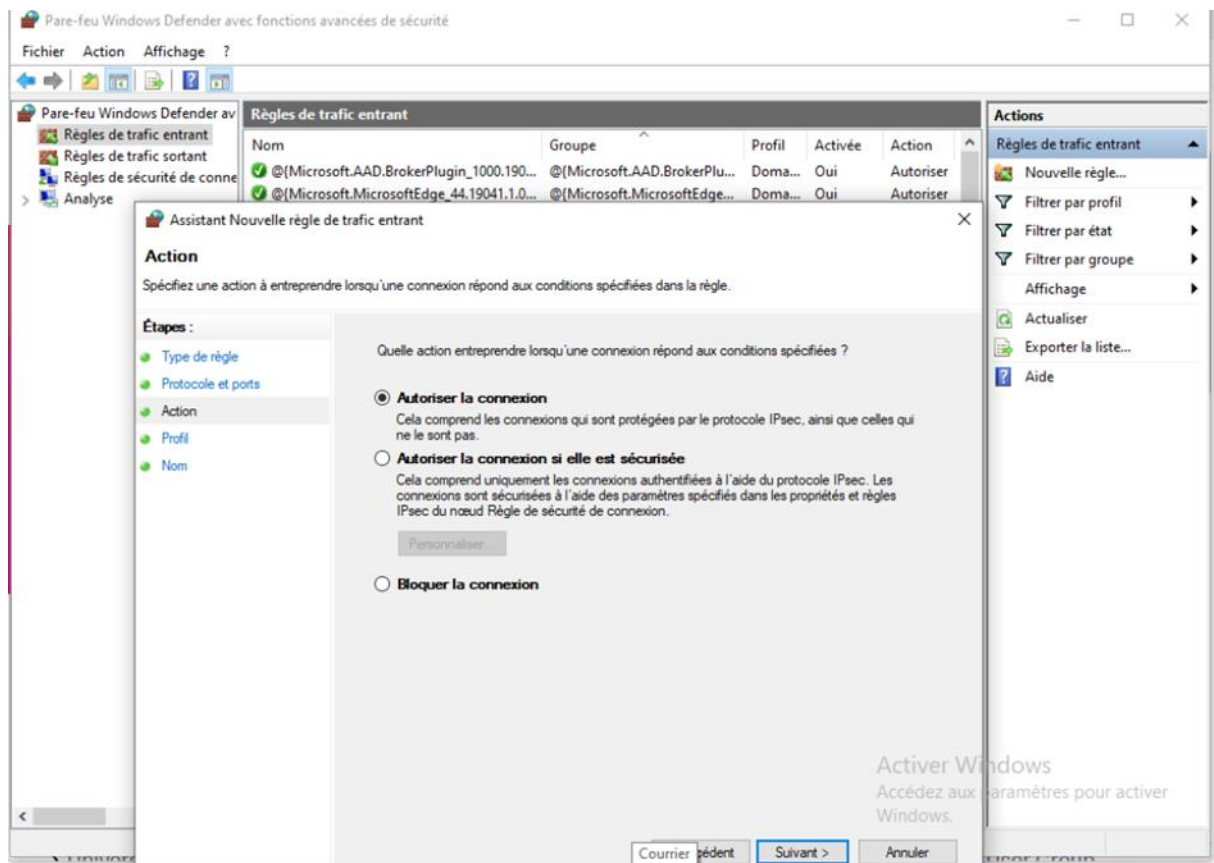 Pare-feu Windows Defender avec fonctions avancées de sécurité
Fichier Action Affichage ?
Pare-feu Windows Defender av
Règles de trafic entrant
Règles de trafic sortant
Règles de sécurité de conne
Analyse
Règles de trafic entrant
Nom Groupe Profil Activée Action
@{Microsoft.AAD.BrokerPlugin_1000.190... @{Microsoft.AAD.BrokerPlu... Doma... Oui Autoriser
@{Microsoft.MicrosoftEdge_44.19041.1.0... @{Microsoft.MicrosoftEdge... Doma... Oui Autoriser
Actions
Règles de trafic entrant
Nouvelle règle...
Filtrer par profil
Filtrer par état
Filtrer par groupe
Affichage
Actualiser
Exporter la liste...
Aide
Assistant Nouvelle règle de trafic entrant
Action
Spécifiez une action à entreprendre lorsqu'une connexion répond aux conditions spécifiées dans la règle.
Étapes :
Type de règle
Protocole et ports
Action
Profil
Nom
Quelle action entreprendre lorsqu'une connexion répond aux conditions spécifiées ?
Autoriser la connexion
Cela comprend les connexions qui sont protégées par le protocole IPsec, ainsi que celles qui
ne le sont pas.
Autoriser la connexion si elle est sécurisée
Cela comprend uniquement les connexions authentifiées à l'aide du protocole IPsec. Les
connexions sont sécurisées à l'aide des paramètres spécifiés dans les propriétés et règles
IPsec du nœud Règle de sécurité de connexion.
Personnaliser...
Bloquer la connexion
Activer Windows
Accédez aux paramètres pour activer
Windows.
Courrier pédent Suivant > Annuler